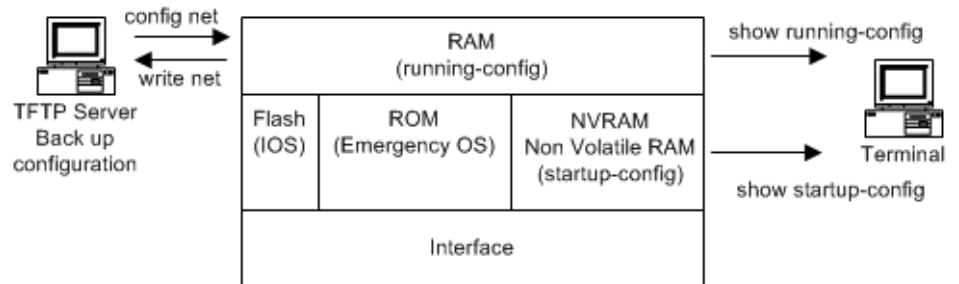 config net
write net
TFTP Server
Back up
configuration
RAM
(running-config)
Flash
(IOS)
ROM
(Emergency OS)
NVRAM
Non Volatile RAM
(startup-config)
Interface
show running-config
Terminal
show startup-config